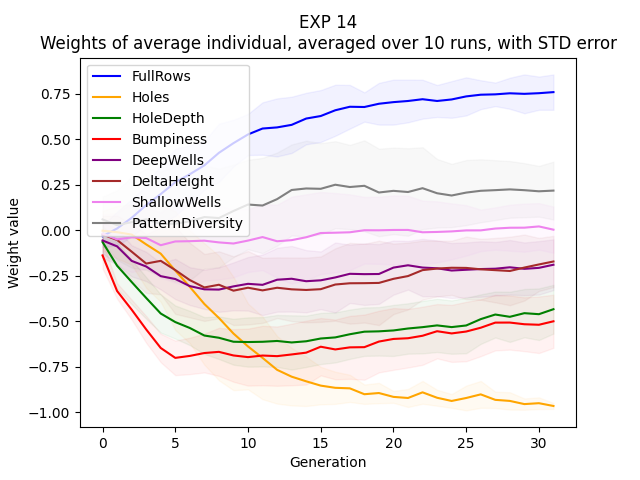 EXP 14
Weights of average individual, averaged over 10 runs, with STD error
FullRows
Holes
HoleDepth
Bumpiness
DeepWells
DeltaHeight
ShallowWells
PatternDiversity
Weight value
0.75
0.50
0.25
0.00
−0.25
−0.50
−0.75
−1.00
0 5 10 15 20 25 30
Generation